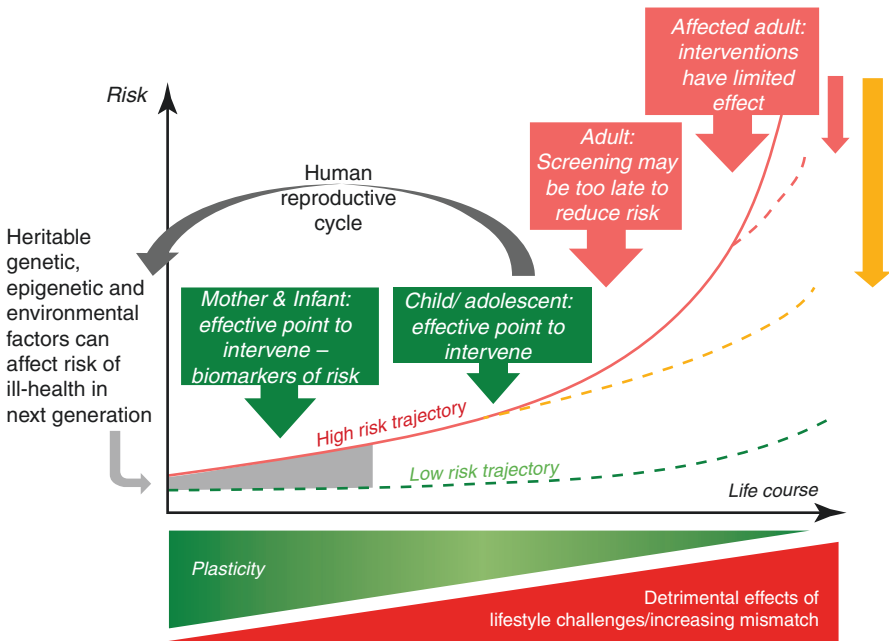 Affected adult:
interventions
have limited
effect
Risk
Adult:
Screening may
be too late to
reduce risk
Human
reproductive
cycle
Heritable
genetic,
epigenetic and
environmental
factors can
affect risk of
ill-health in
next generation
Mother & Infant:
effective point to
intervene –
biomarkers of risk
Child/ adolescent:
effective point to
intervene
High risk trajectory
Low risk trajectory
Life course
Plasticity
Detrimental effects of
lifestyle challenges/increasing mismatch